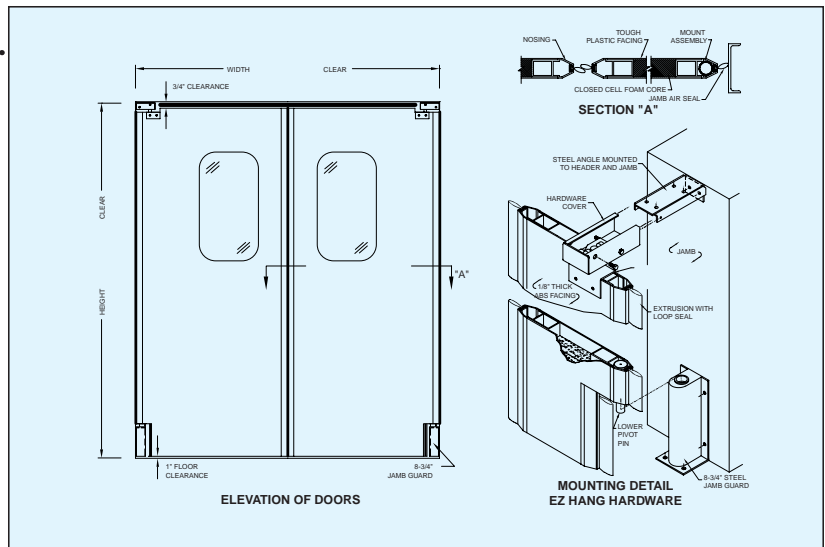 WIDTH CLEAR
3/4" CLEARANCE
CLEAR
HEIGHT
"A"
1" FLOOR
CLEARANCE
8-3/4"
JAMB GUARD
ELEVATION OF DOORS
NOSING
TOUGH
PLASTIC FACING
MOUNT
ASSEMBLY
CLOSED CELL FOAM CORE
JAMB AIR SEAL
SECTION "A"
STEEL ANGLE MOUNTED
TO HEADER AND JAMB
HARDWARE
COVER
JAMB
1/8" THICK
ABS FACING
EXTRUSION WITH
LOOP SEAL
LOWER
PIVOT
PIN
8-3/4" STEEL
JAMB GUARD
MOUNTING DETAIL
EZ HANG HARDWARE